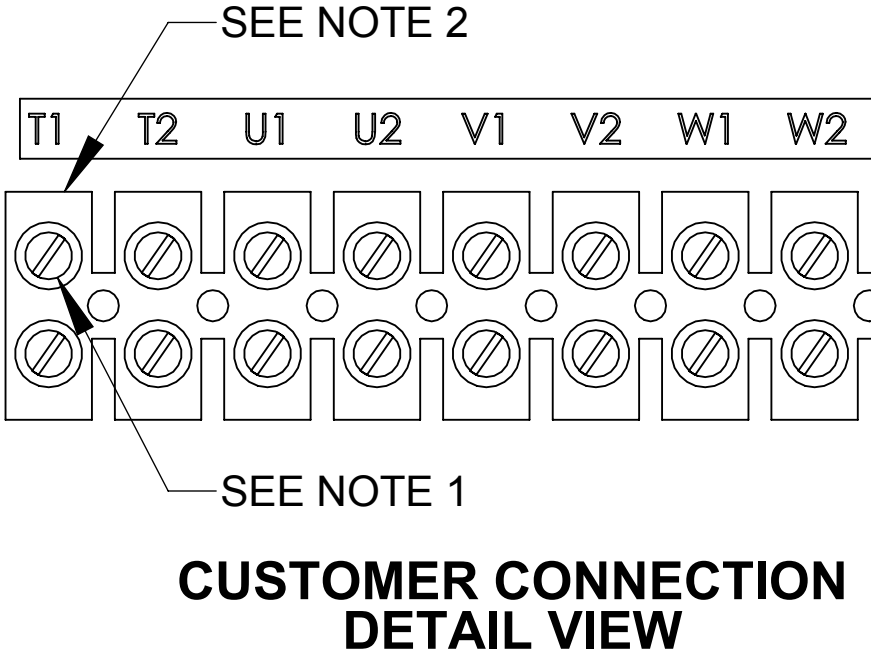 SEE NOTE 2
T1 T2 U1 U2 V1 V2 W1 W2
SEE NOTE 1
CUSTOMER CONNECTION
DETAIL VIEW